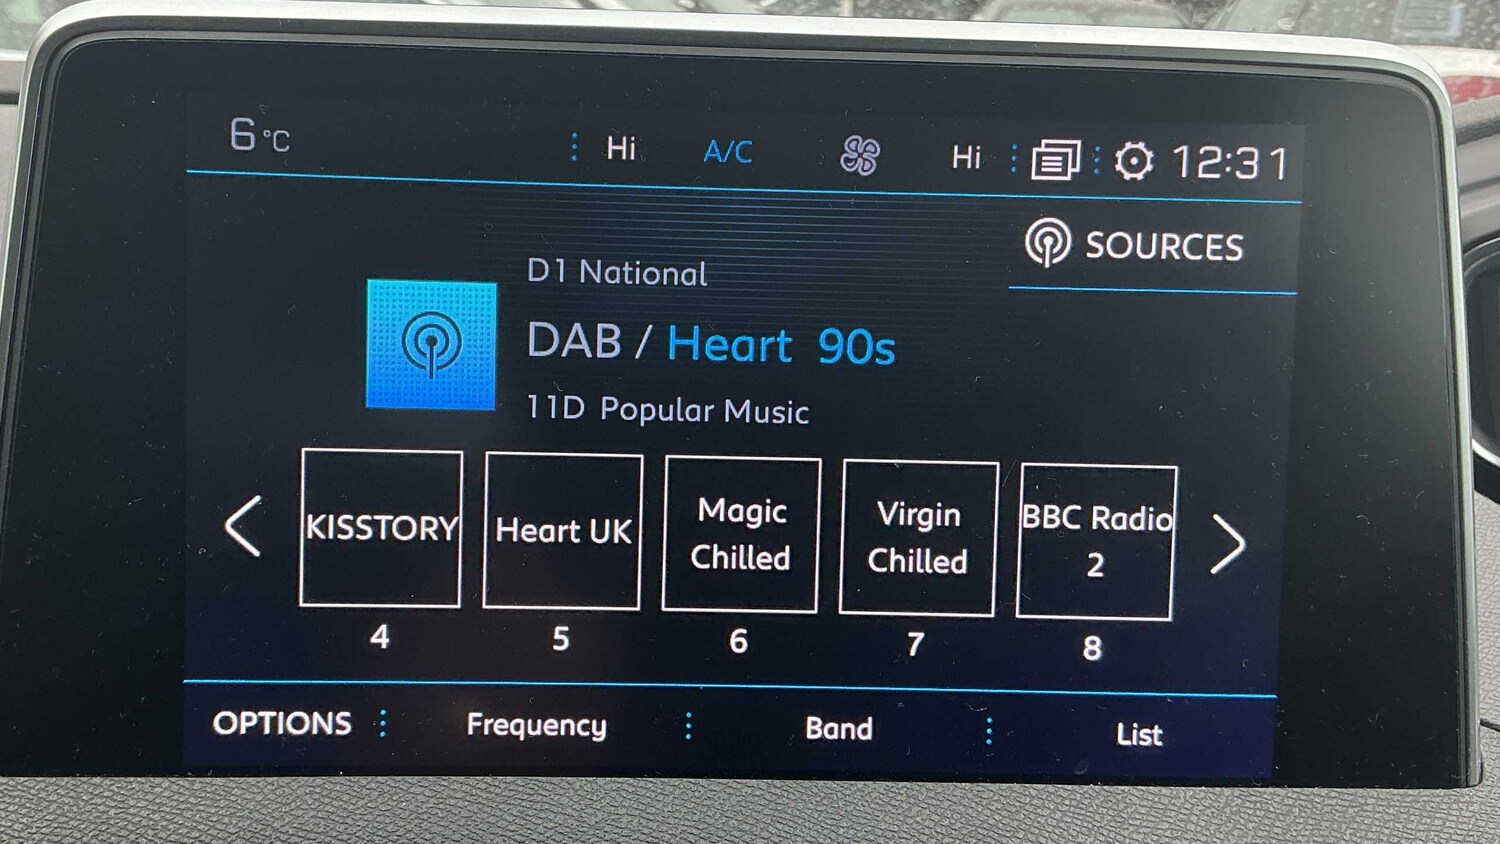 6°C Hi A/C Hi 12:31
SOURCES
D1 National
DAB / Heart 90s
11D Popular Music
KISSTORY
Heart UK
Magic
Chilled
Virgin
Chilled
BBC Radio
2
4 5 6 7 8
OPTIONS Frequency Band List